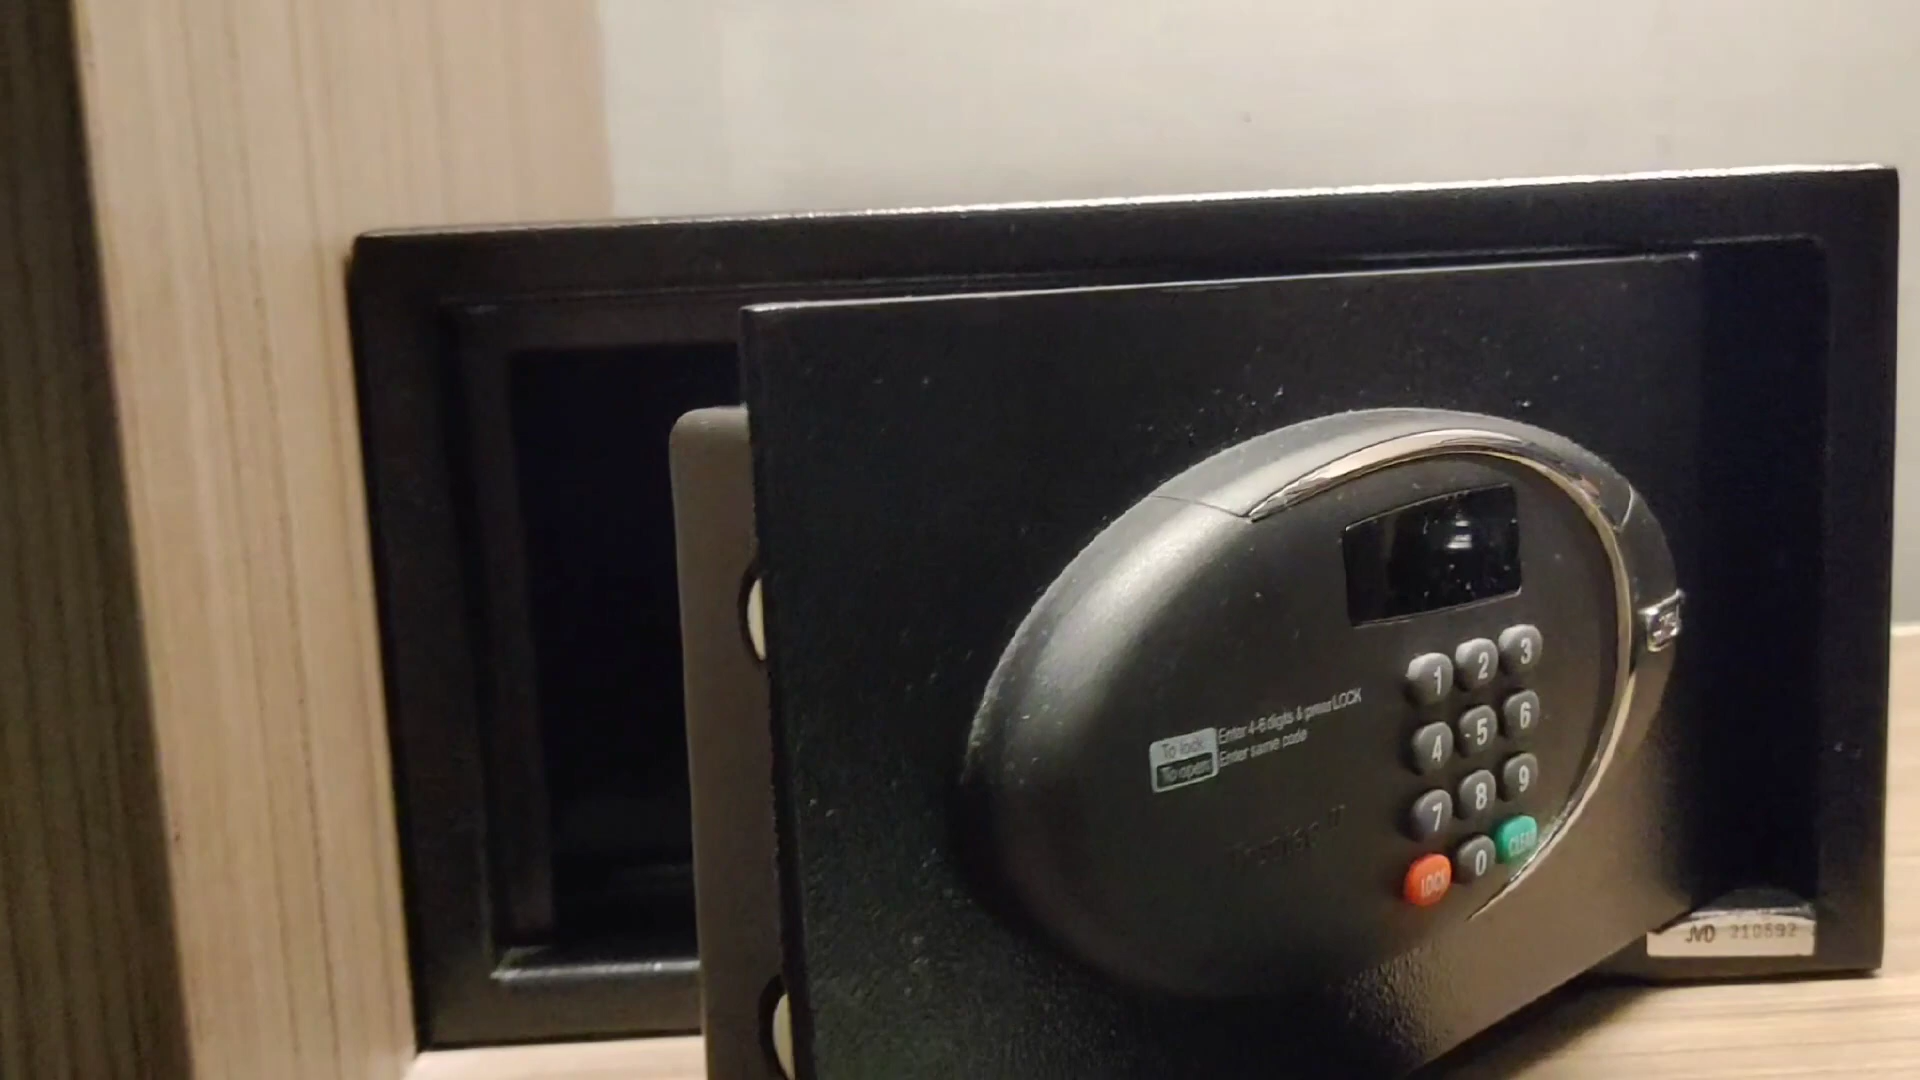 1 2 3
To lock Enter 4-6 digits & press LOCK
To open Enter same code
4 5 6
7 8 9
LOCK 0 CLEAR
JVD 210692